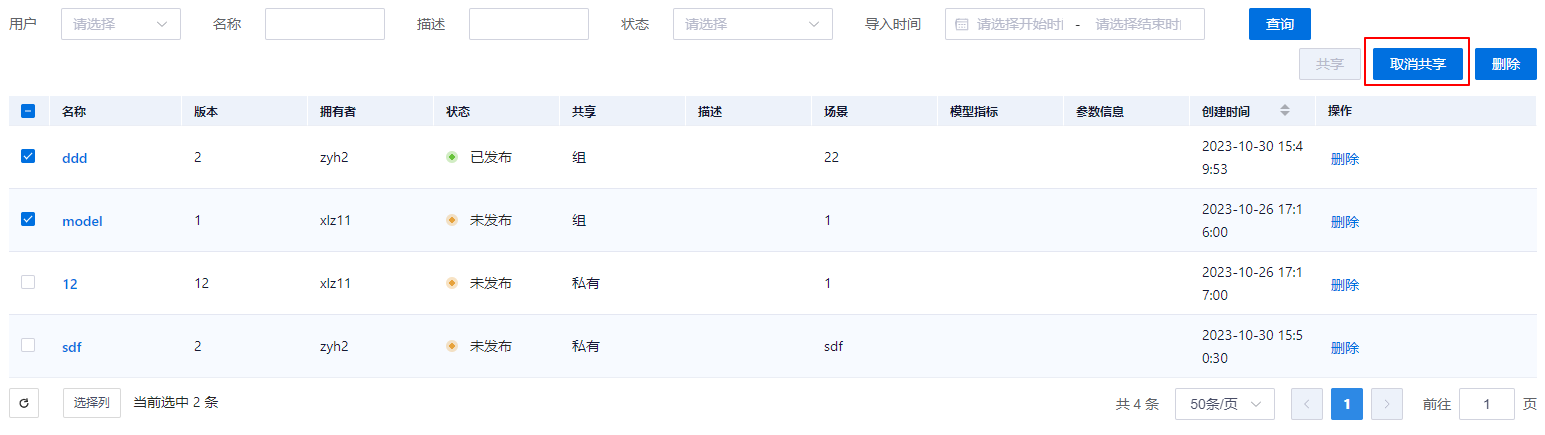 用户 请选择 名称 描述 状态 请选择 导入时间 请选择开始时 - 请选择结束时 查询
共享 取消共享 删除
名称 版本 拥有者 状态 共享 描述 场景 模型指标 参数信息 创建时间 操作
ddd 2 zyh2 已发布 组 22 2023-10-30 15:4
9:53 删除
model 1 xlz11 未发布 组 1 2023-10-26 17:1
6:00 删除
12 12 xlz11 未发布 私有 1 2023-10-26 17:1
7:00 删除
sdf 2 zyh2 未发布 私有 sdf 2023-10-30 15:5
0:30 删除
选择列 当前选中 2 条 共 4 条 50条/页 1 前往 1 页